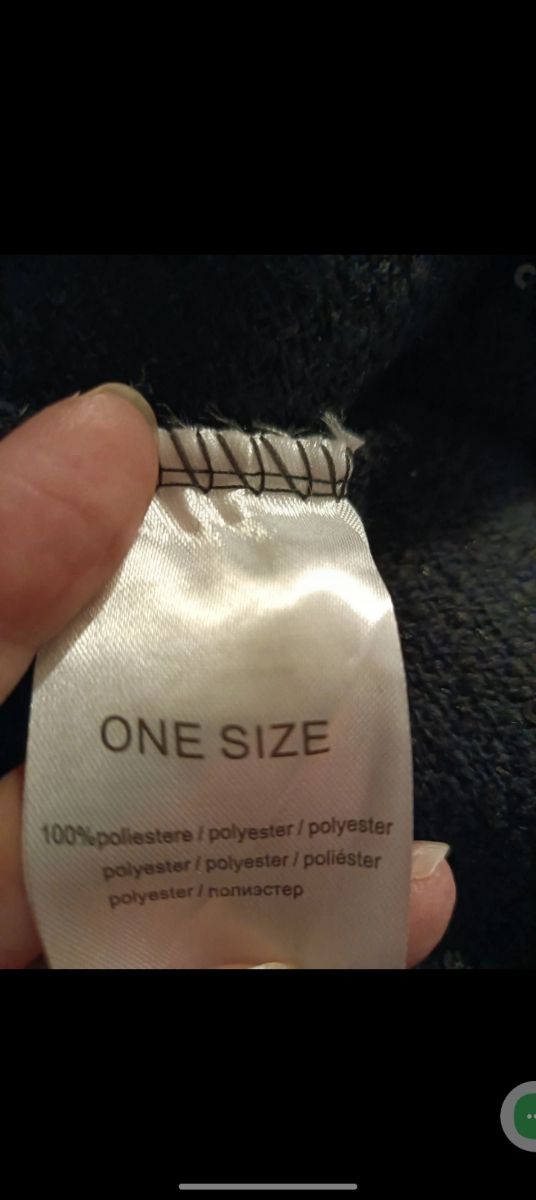 ONE SIZE
100%poliestere / polyester / polyester
polyester / polyester / poliéster
polyester / полиэстер